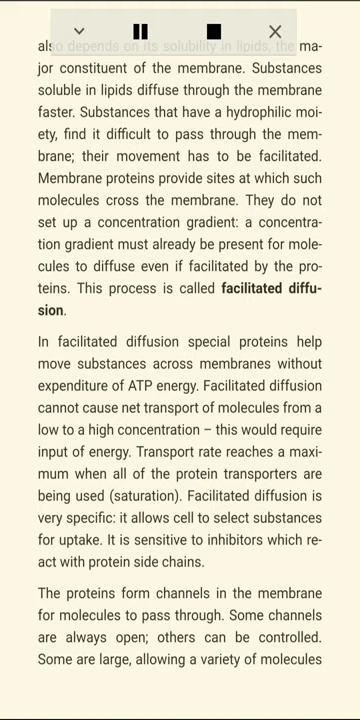 also depends on its solubility in lipids, the ma-
jor constituent of the membrane. Substances
soluble in lipids diffuse through the membrane
faster. Substances that have a hydrophilic moi-
ety, find it difficult to pass through the mem-
brane; their movement has to be facilitated.
Membrane proteins provide sites at which such
molecules cross the membrane. They do not
set up a concentration gradient: a concentra-
tion gradient must already be present for mole-
cules to diffuse even if facilitated by the pro-
teins. This process is called facilitated diffu-
sion.
In facilitated diffusion special proteins help
move substances across membranes without
expenditure of ATP energy. Facilitated diffusion
cannot cause net transport of molecules from a
low to a high concentration – this would require
input of energy. Transport rate reaches a maxi-
mum when all of the protein transporters are
being used (saturation). Facilitated diffusion is
very specific: it allows cell to select substances
for uptake. It is sensitive to inhibitors which re-
act with protein side chains.
The proteins form channels in the membrane
for molecules to pass through. Some channels
are always open; others can be controlled.
Some are large, allowing a variety of molecules